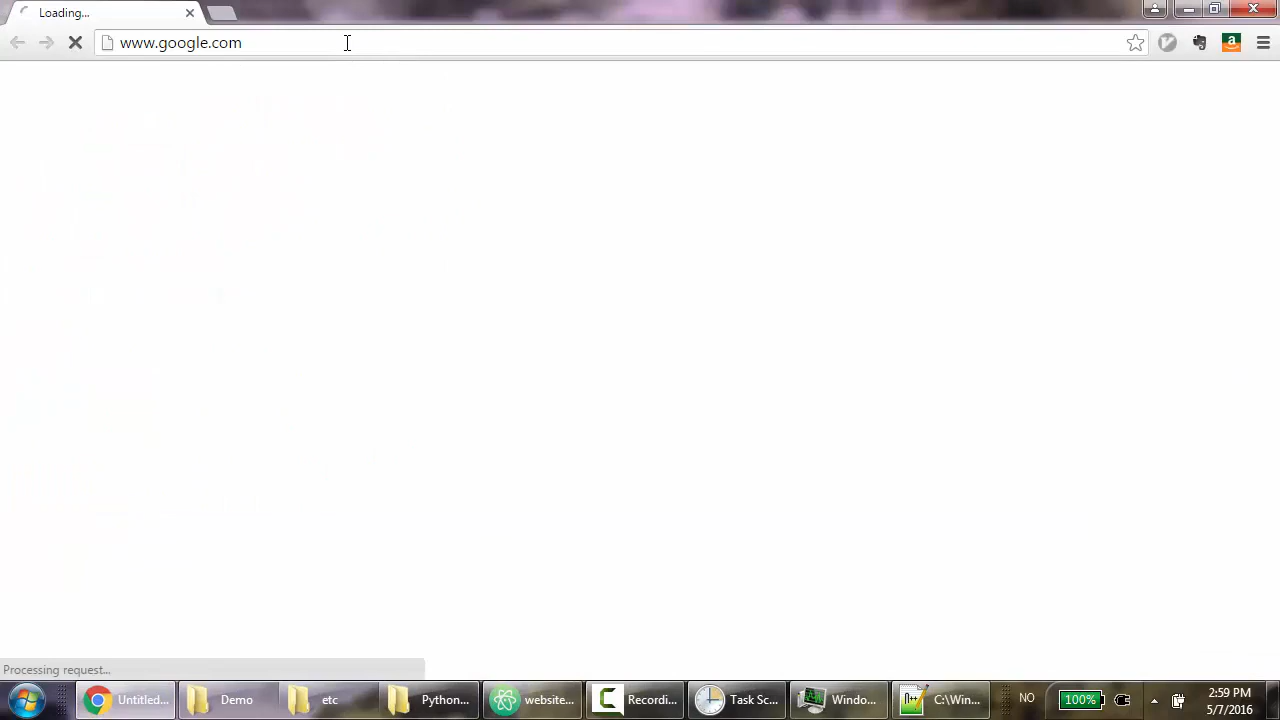 Loading...
www.google.com
Processing request...
Untitled...
Demo
etc
Python...
website...
Recordi...
Task Sc...
Windo...
C:\Win...
NO
100%
2:59 PM
5/7/2016